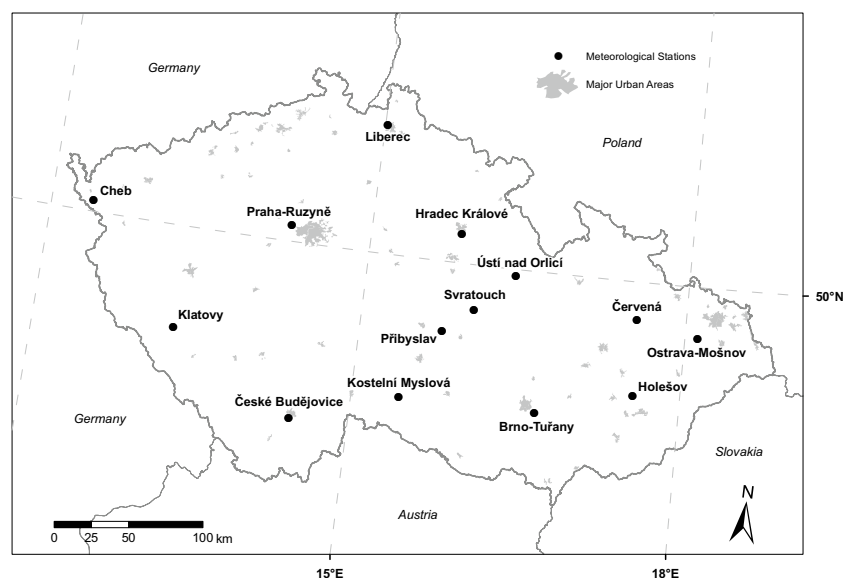 Germany
Meteorological Stations
Major Urban Areas
Liberec
Poland
Cheb
Praha-Ruzyně
Hradec Králové
Ústí nad Orlicí
Svratouch
50°N
Klatovy
Červená
Přibyslav
Ostrava-Mošnov
Kostelní Myslová
Holešov
České Budějovice
Germany
Brno-Tuřany
Slovakia
N
Austria
0 25 50 100 km
15°E 18°E